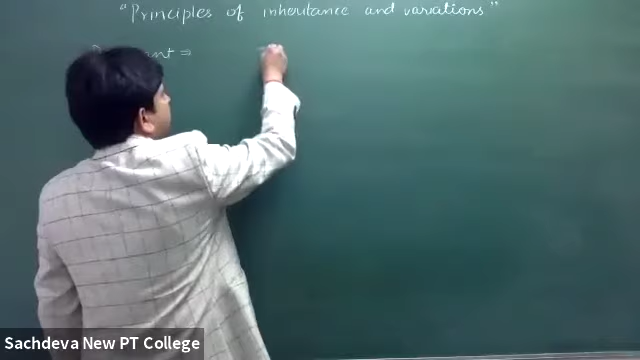 "Principles of inheritance and variations"
=
Sachdeva New PT College